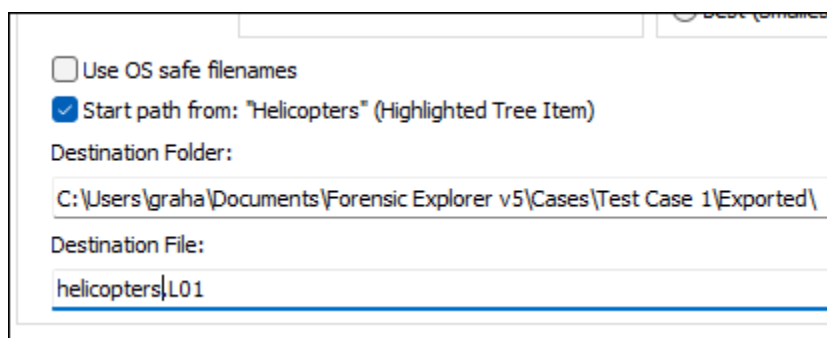 Use OS safe filenames
Start path from: "Helicopters" (Highlighted Tree Item)
Destination Folder:
C:\Users\graha\Documents\Forensic Explorer v5\Cases\Test Case 1\Exported\
Destination File:
helicopters.L01